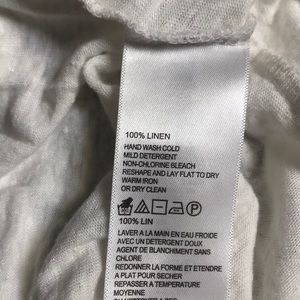 100% LINEN
HAND WASH COLD
MILD DETERGENT
NON-CHLORINE BLEACH
RESHAPE AND LAY FLAT TO DRY
WARM IRON
OR DRY CLEAN
100% LIN
LAVER A LA MAIN EN EAU FROIDE
AVEC UN DETERGENT DOUX
AGENT DE BLANCHIMENT SANS
CHLORE
REDONNER LA FORME ET ETENDRE
A PLAT POUR SECHER
REPASSER A TEMPERATURE
MOYENNE